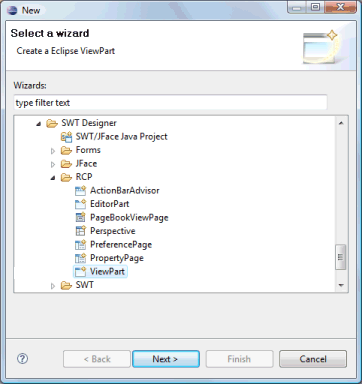 New
Select a wizard
Create a Eclipse ViewPart
Wizards:
type filter text
SWT Designer
SWT/JFace Java Project
Forms
JFace
RCP
ActionBarAdvisor
EditorPart
PageBookViewPage
Perspective
PreferencePage
PropertyPage
ViewPart
SWT
? < Back Next > Finish Cancel